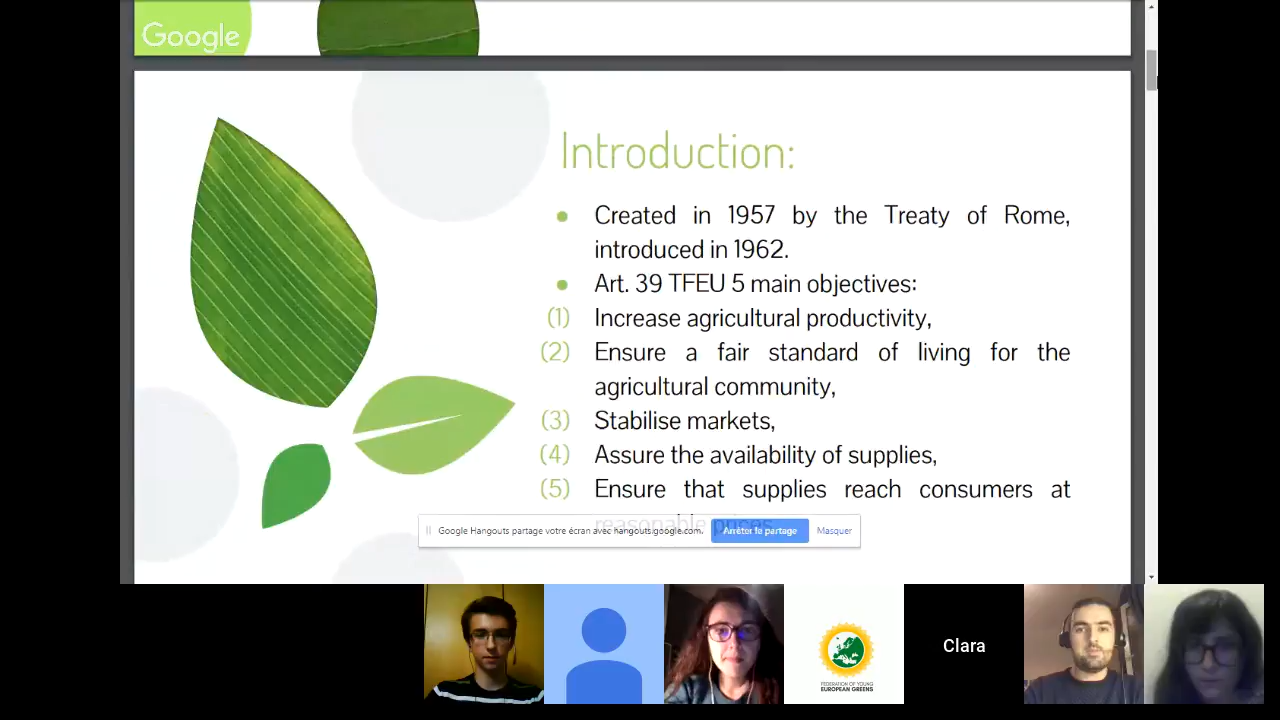 Google
Introduction:
• Created in 1957 by the Treaty of Rome,
introduced in 1962.
• Art. 39 TFEU 5 main objectives:
(1) Increase agricultural productivity,
(2) Ensure a fair standard of living for the
agricultural community,
(3) Stabilise markets,
(4) Assure the availability of supplies,
(5) Ensure that supplies reach consumers at
reasonable prices
Google Hangouts partage votre écran avec hangouts.google.com. Arrêter le partage Masquer
FEDERATION OF YOUNG
EUROPEAN GREENS
Clara